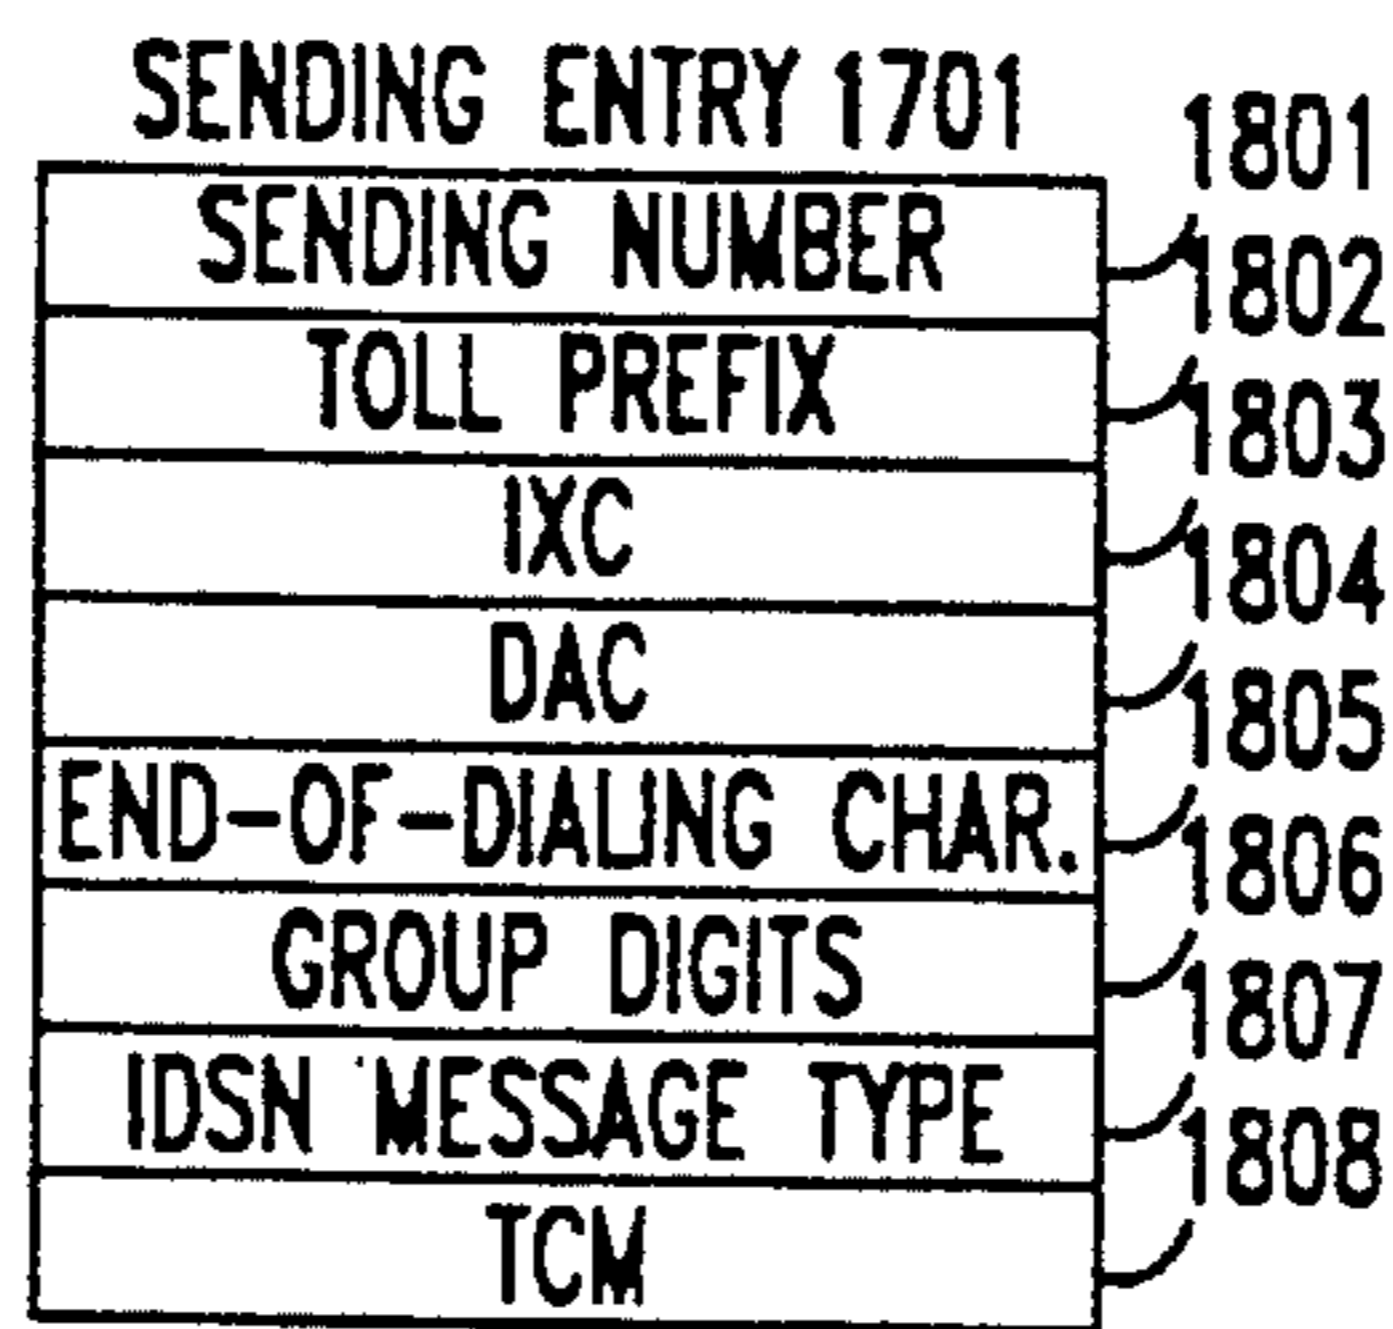 SENDING ENTRY 1701
SENDING NUMBER 1801
TOLL PREFIX 1802
IXC 1803
DAC 1804
END-OF-DIALING CHAR. 1805
GROUP DIGITS 1806
IDSN MESSAGE TYPE 1807
TCM 1808